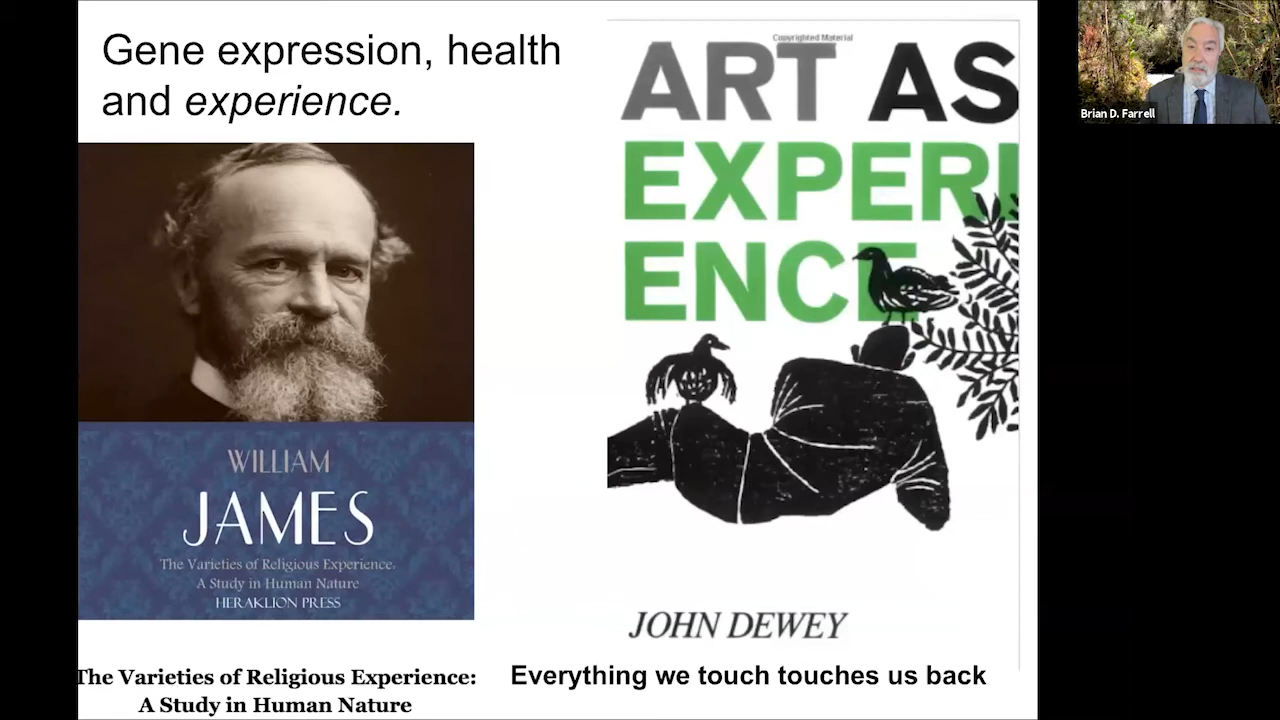 Gene expression, health
and experience.
WILLIAM
JAMES
The Varieties of Religious Experience,
A Study in Human Nature
HERAKLION PRESS
The Varieties of Religious Experience:
A Study in Human Nature
Copyrighted Material
ART AS
EXPERI
ENCE
JOHN DEWEY
Everything we touch touches us back
Brian D. Farrell